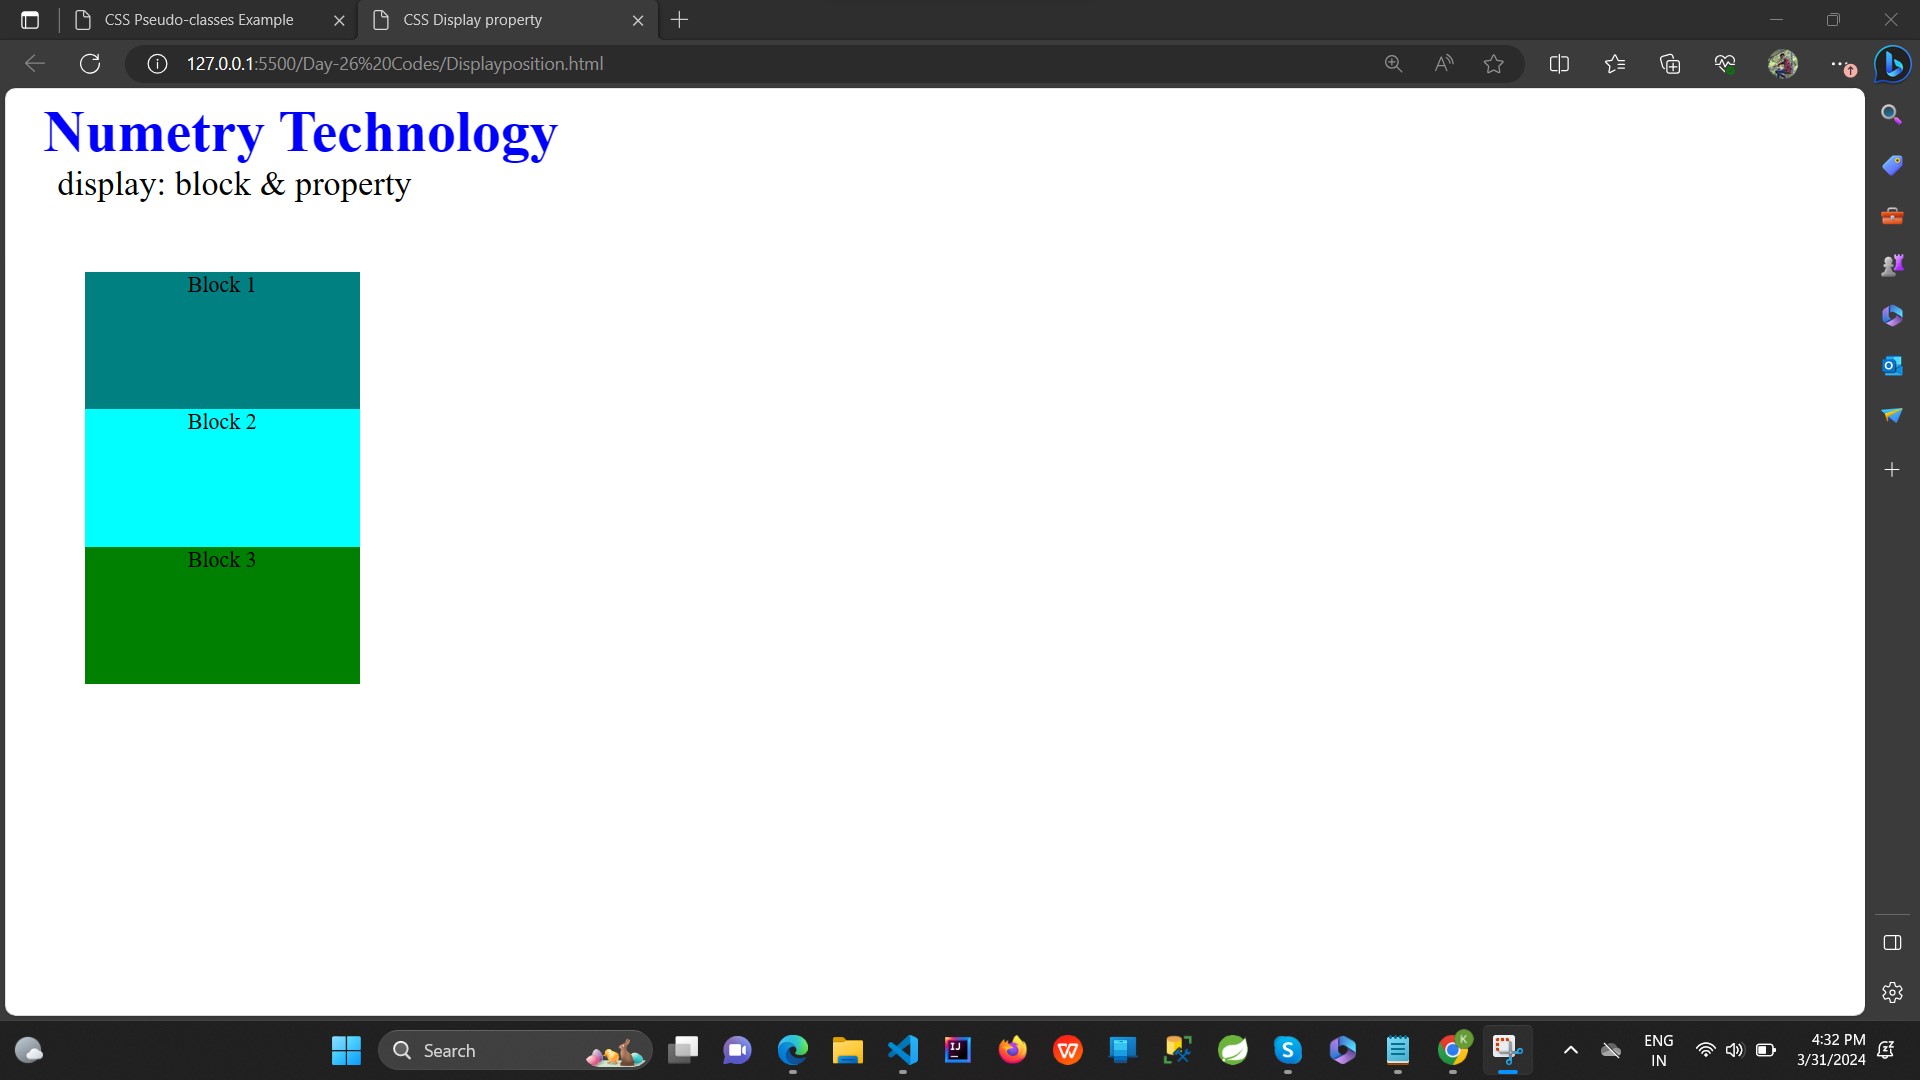 CSS Pseudo-classes Example
CSS Display property
127.0.0.1:5500/Day-26%20Codes/Displayposition.html
Numetry Technology
display: block & property
Block 1
Block 2
Block 3
Search
ENG
IN
4:32 PM
3/31/2024